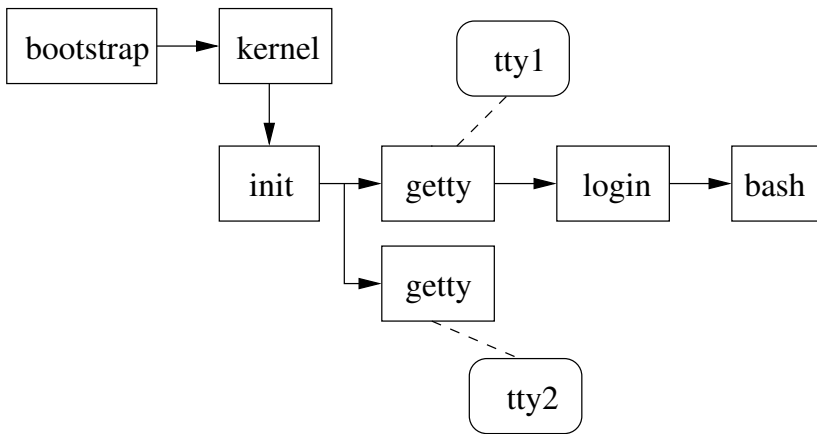 bootstrap
kernel
tty1
init
getty
login
bash
getty
tty2